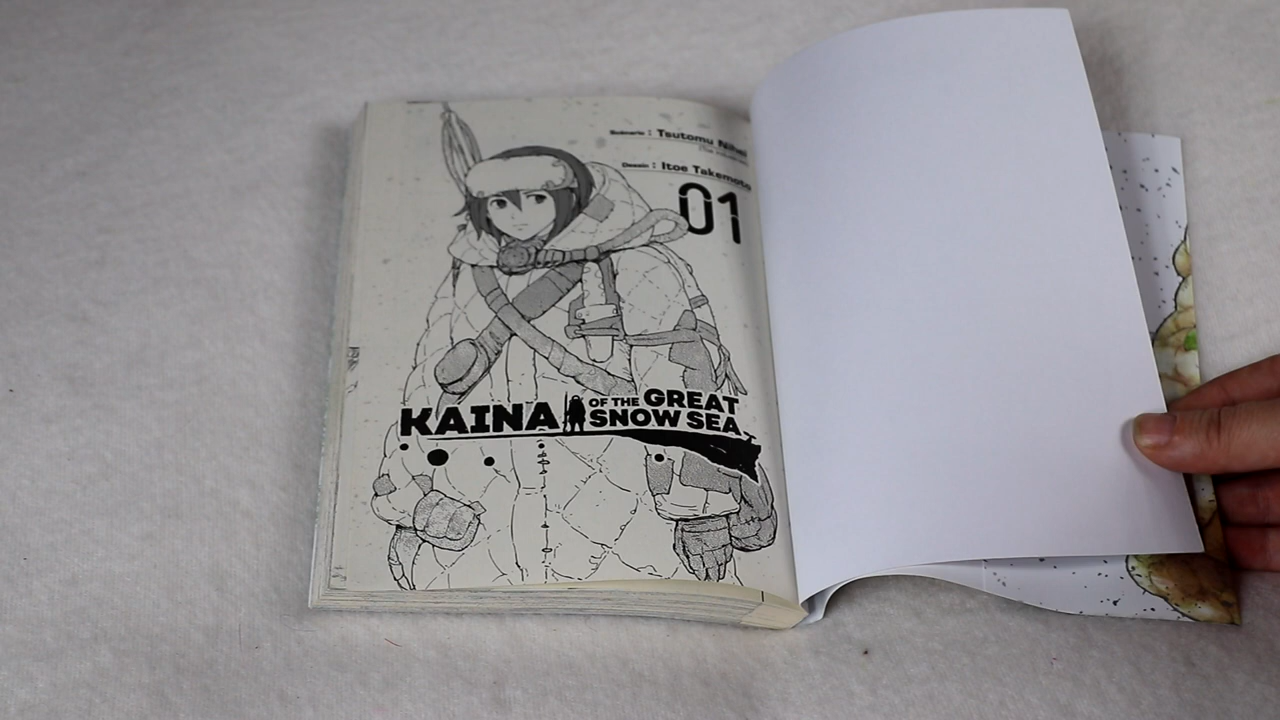 Scénario : Tsutomu Nihei
Dessin : Itoe Takemoto
01
KAINA OF THE GREAT
SNOW SEA